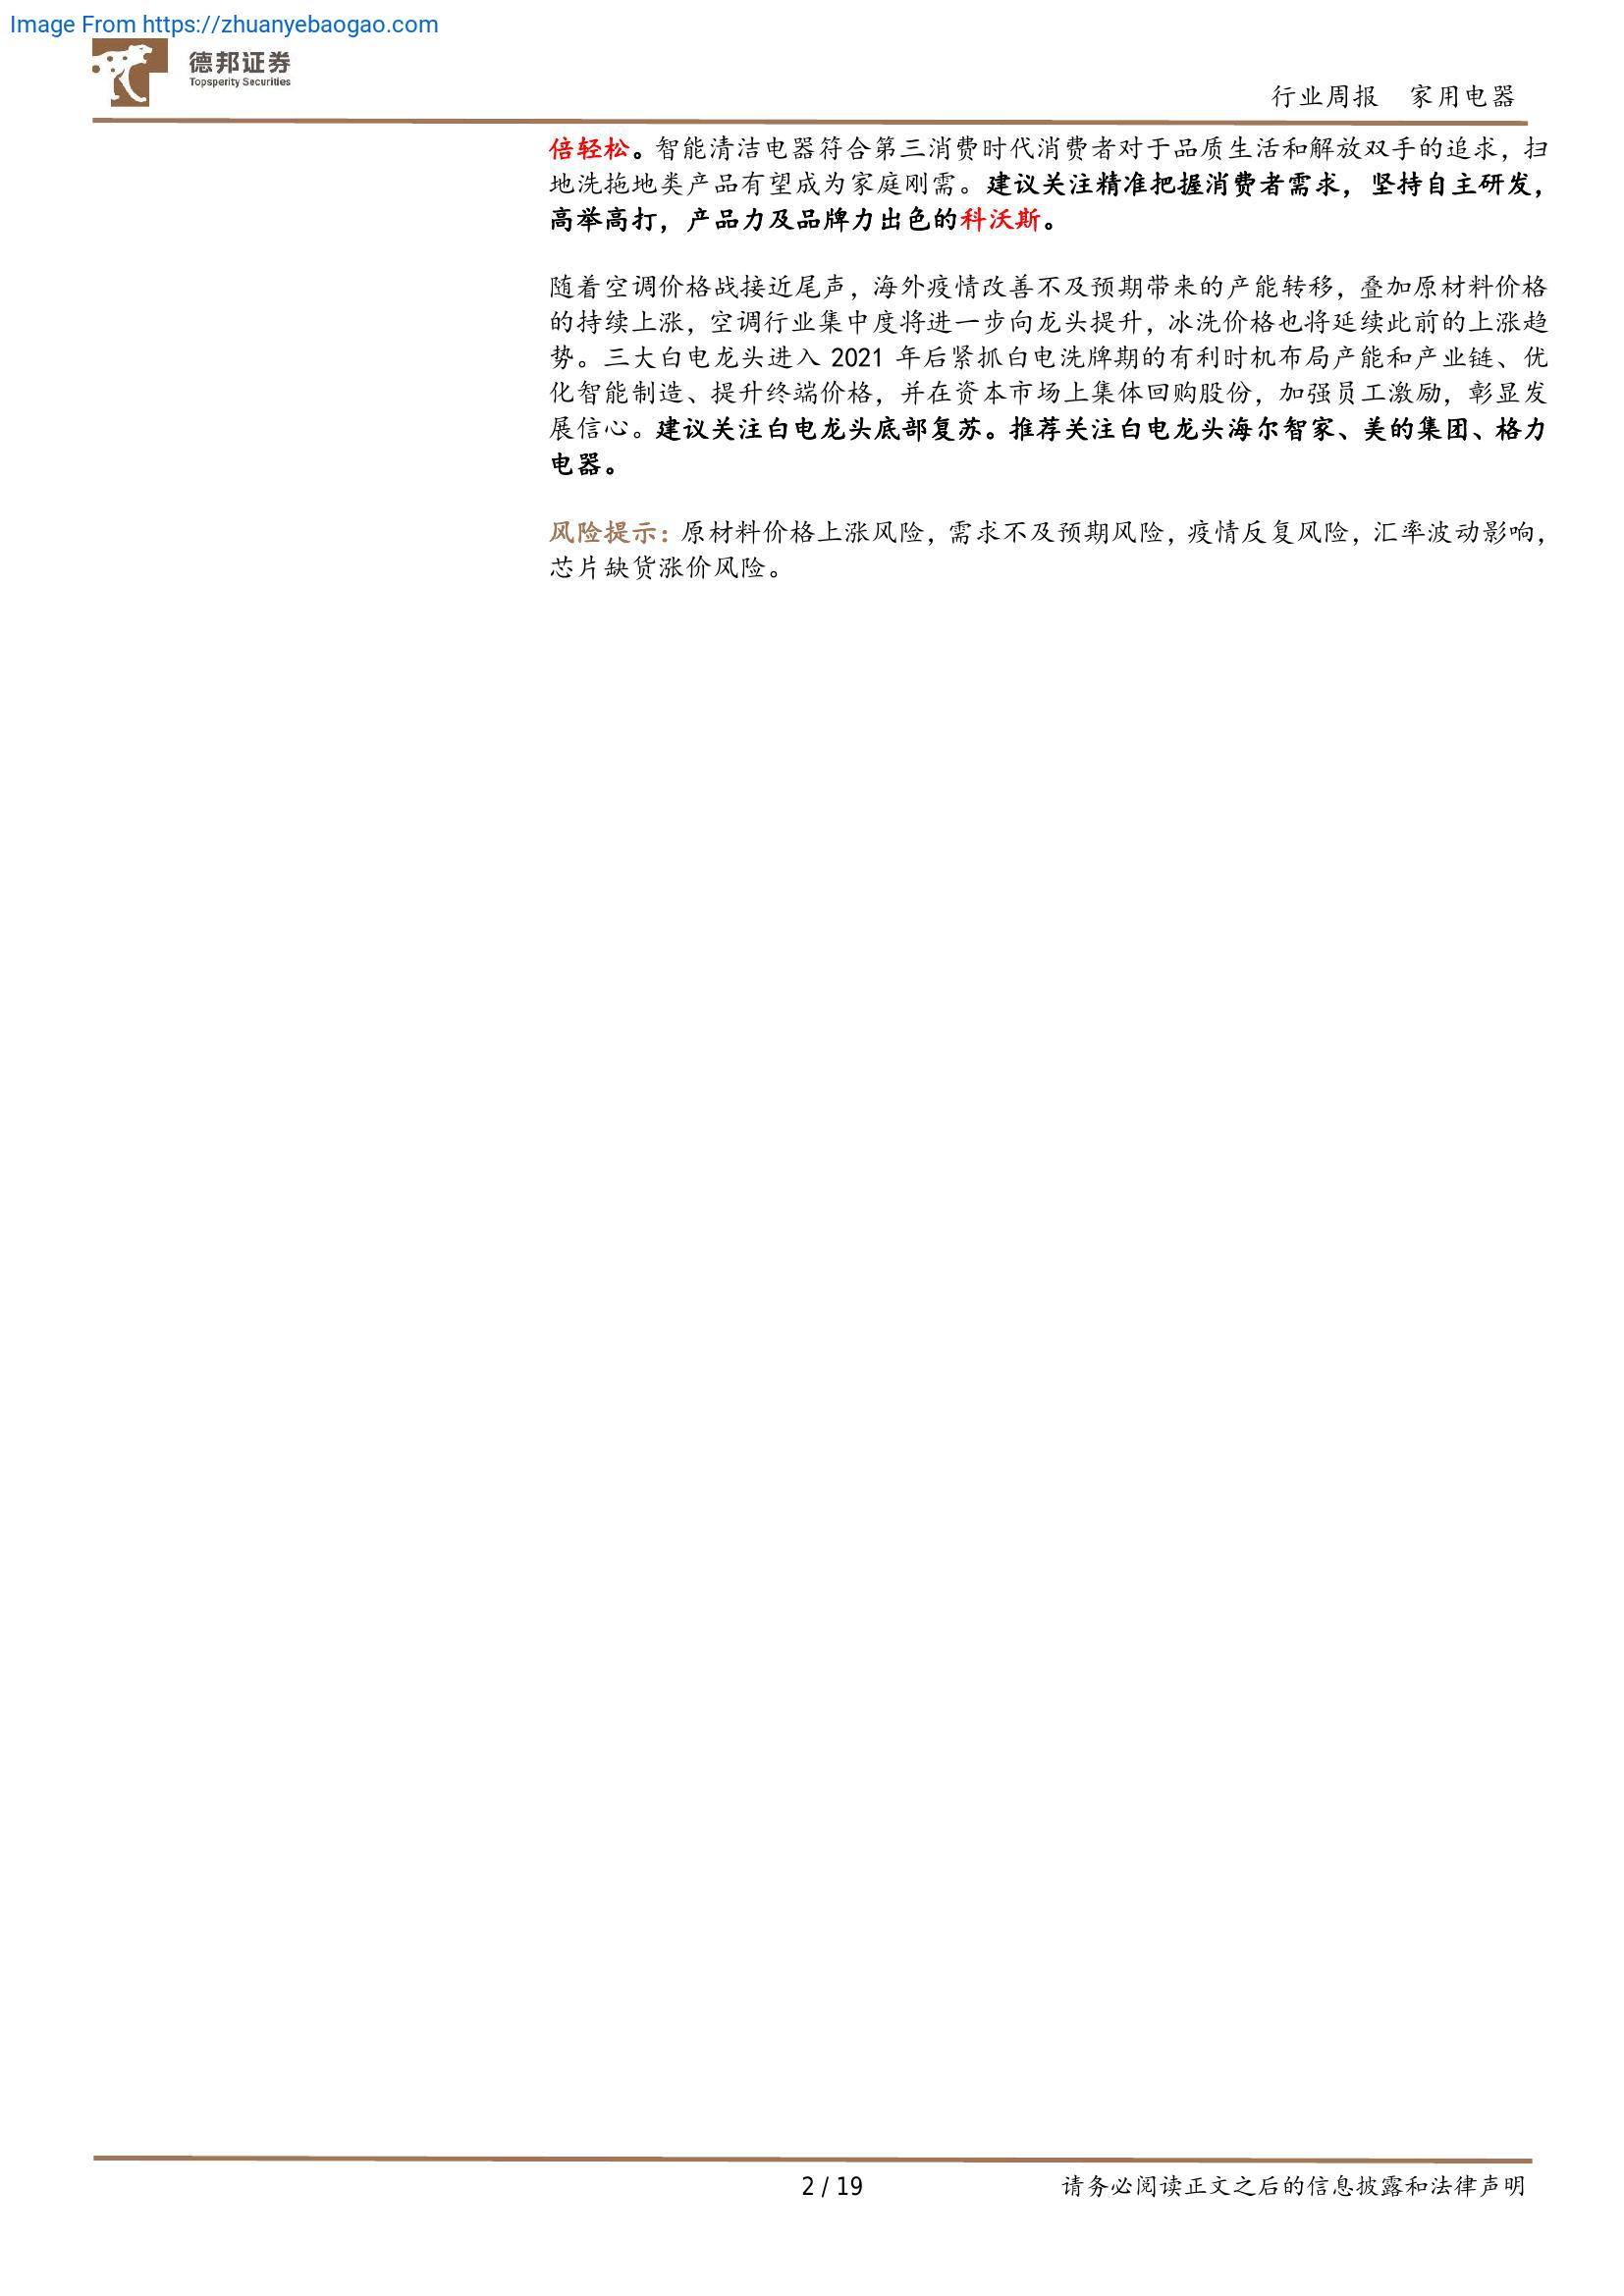 Image From https://zhuanyebaogao.com
德邦证券
Topsperity Securities
行业周报 家用电器
倍轻松。智能清洁电器符合第三消费时代消费者对于品质生活和解放双手的追求，扫
地洗拖地类产品有望成为家庭刚需。建议关注精准把握消费者需求，坚持自主研发，
高举高打，产品力及品牌力出色的科沃斯。
随着空调价格战接近尾声，海外疫情改善不及预期带来的产能转移，叠加原材料价格
的持续上涨，空调行业集中度将进一步向龙头提升，冰洗价格也将延续此前的上涨趋
势。三大白电龙头进入 2021 年后紧抓白电洗牌期的有利时机布局产能和产业链、优
化智能制造、提升终端价格，并在资本市场上集体回购股份，加强员工激励，彰显发
展信心。建议关注白电龙头底部复苏。推荐关注白电龙头海尔智家、美的集团、格力
电器。
风险提示：原材料价格上涨风险，需求不及预期风险，疫情反复风险，汇率波动影响，
芯片缺货涨价风险。
2 / 19
请务必阅读正文之后的信息披露和法律声明